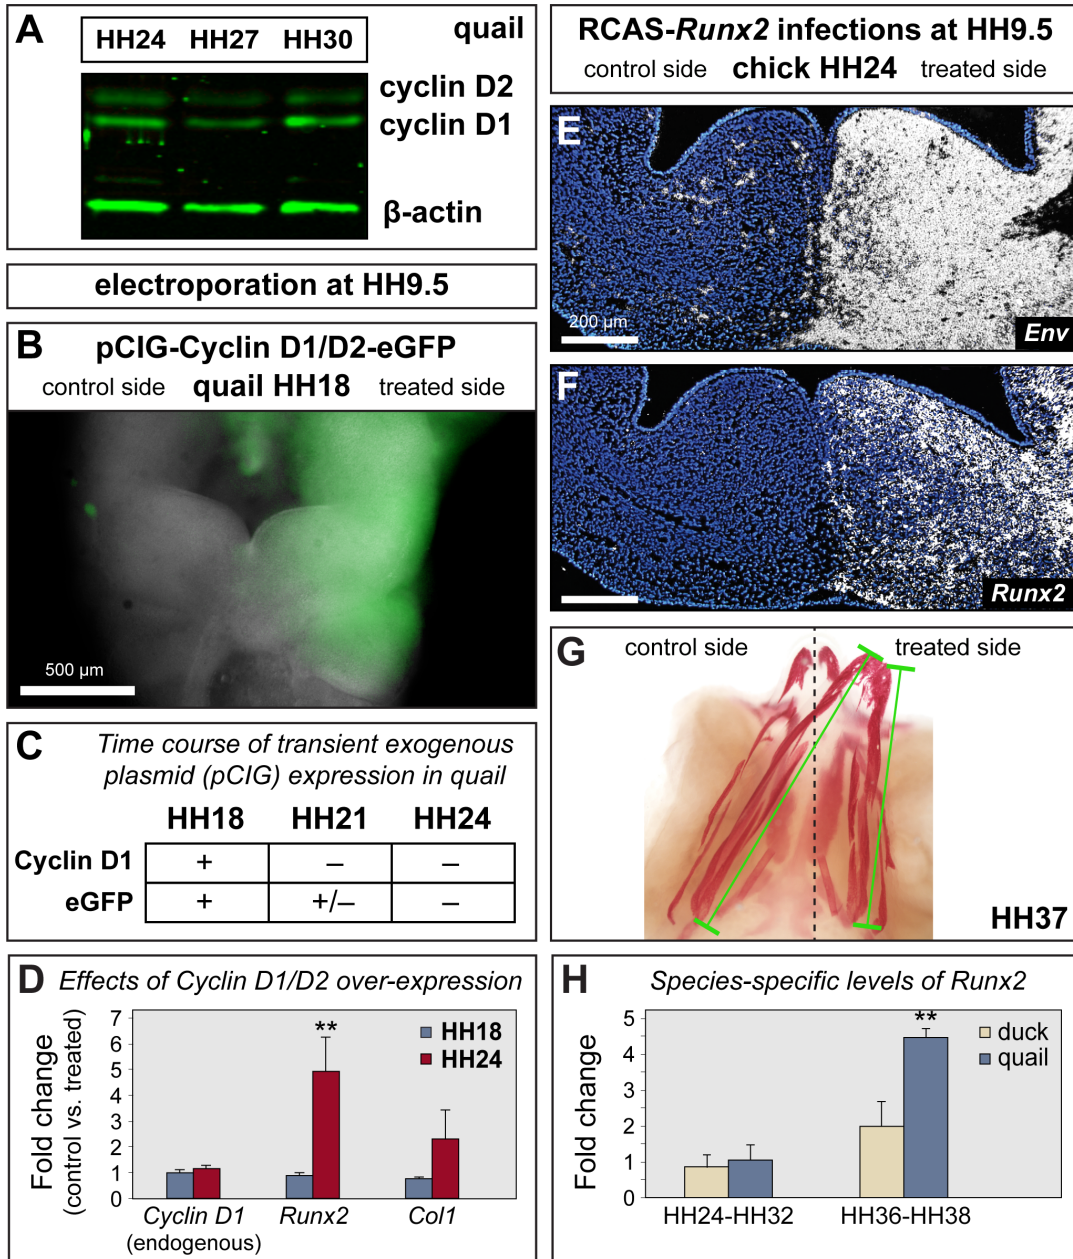 A
HH24 HH27 HH30
quail
cyclin D2
cyclin D1
β-actin
electroporation at HH9.5
B
pCIG-Cyclin D1/D2-eGFP
control side quail HH18 treated side
500 µm
C
Time course of transient exogenous
plasmid (pCIG) expression in quail
HH18 HH21 HH24
Cyclin D1 + – –
eGFP + +/– –
D
Effects of Cyclin D1/D2 over-expression
Fold change
(control vs. treated)
7
6
5
4
3
2
1
0
**
HH18
HH24
Cyclin D1 Runx2 Col1
(endogenous)
RCAS-Runx2 infections at HH9.5
control side chick HH24 treated side
E
200 µm
Env
F
Runx2
G
control side treated side
HH37
H
Species-specific levels of Runx2
Fold change
5
4
3
2
1
0
**
duck
quail
HH24-HH32 HH36-HH38